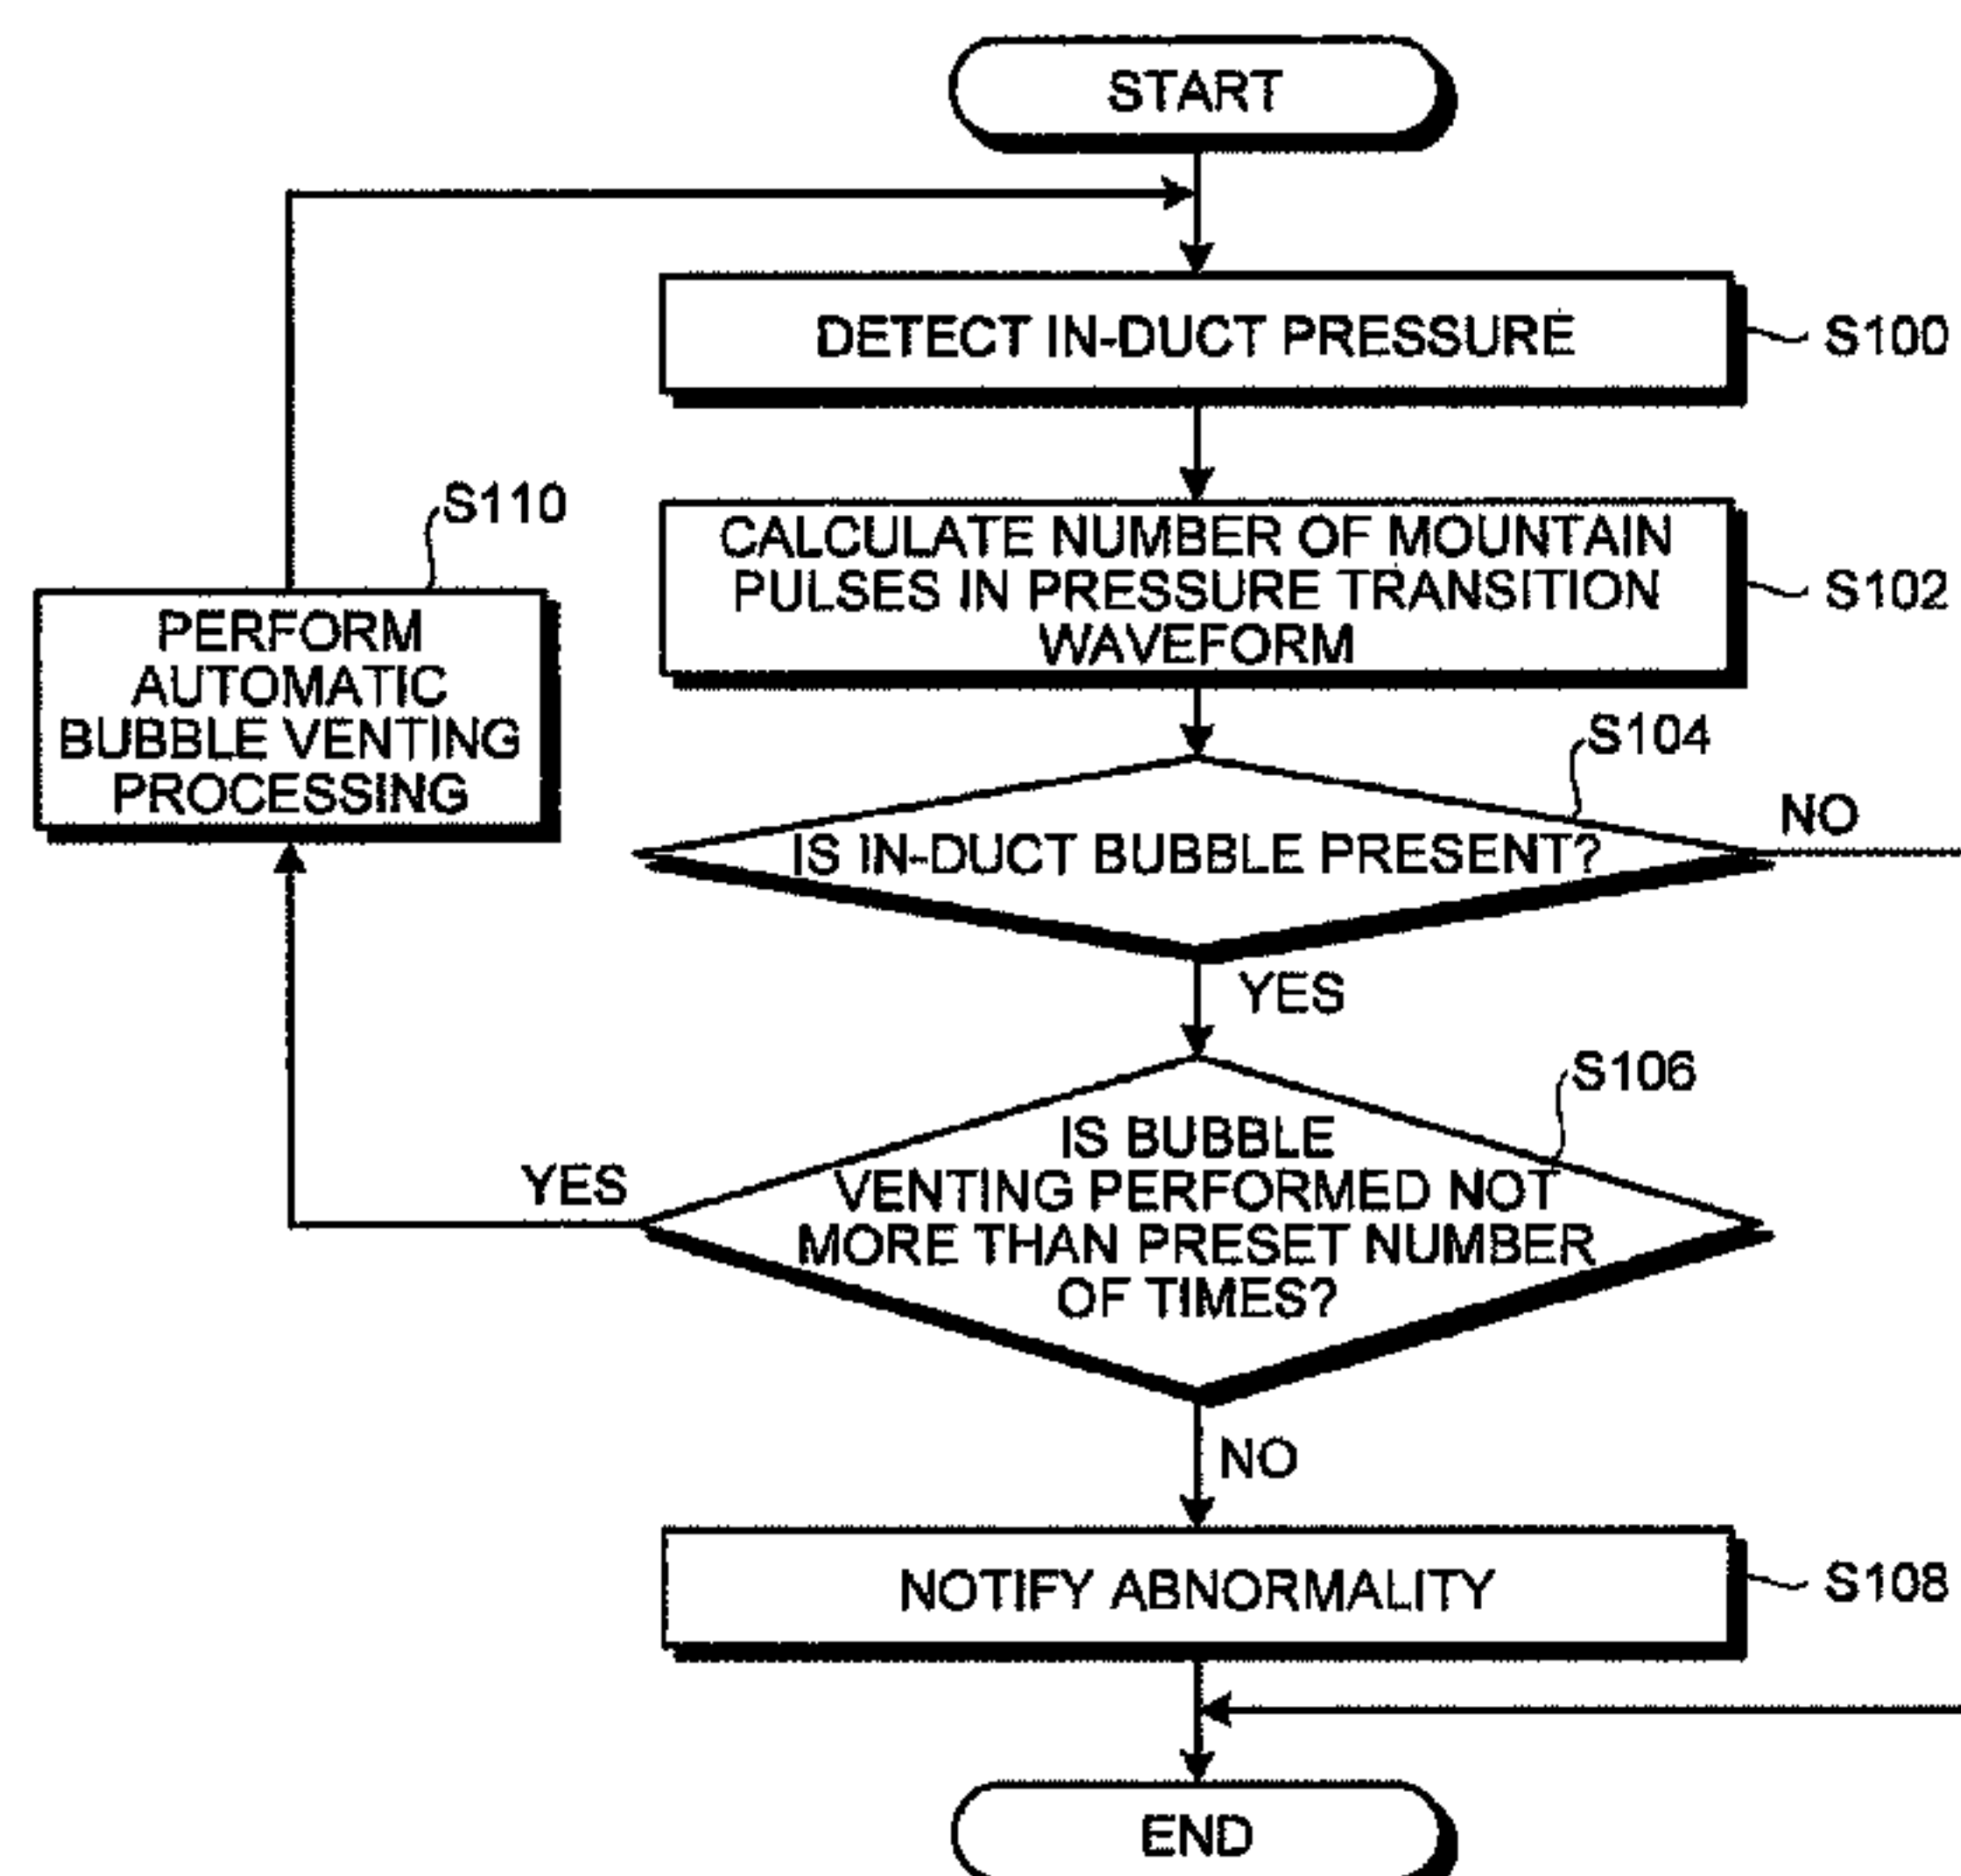 START
DETECT IN-DUCT PRESSURE
S100
CALCULATE NUMBER OF MOUNTAIN
PULSES IN PRESSURE TRANSITION
WAVEFORM
S102
S110
PERFORM
AUTOMATIC
BUBBLE VENTING
PROCESSING
S104
IS IN-DUCT BUBBLE PRESENT?
NO
YES
S106
IS BUBBLE
VENTING PERFORMED NOT
MORE THAN PRESET NUMBER
OF TIMES?
YES
NO
NOTIFY ABNORMALITY
S108
END